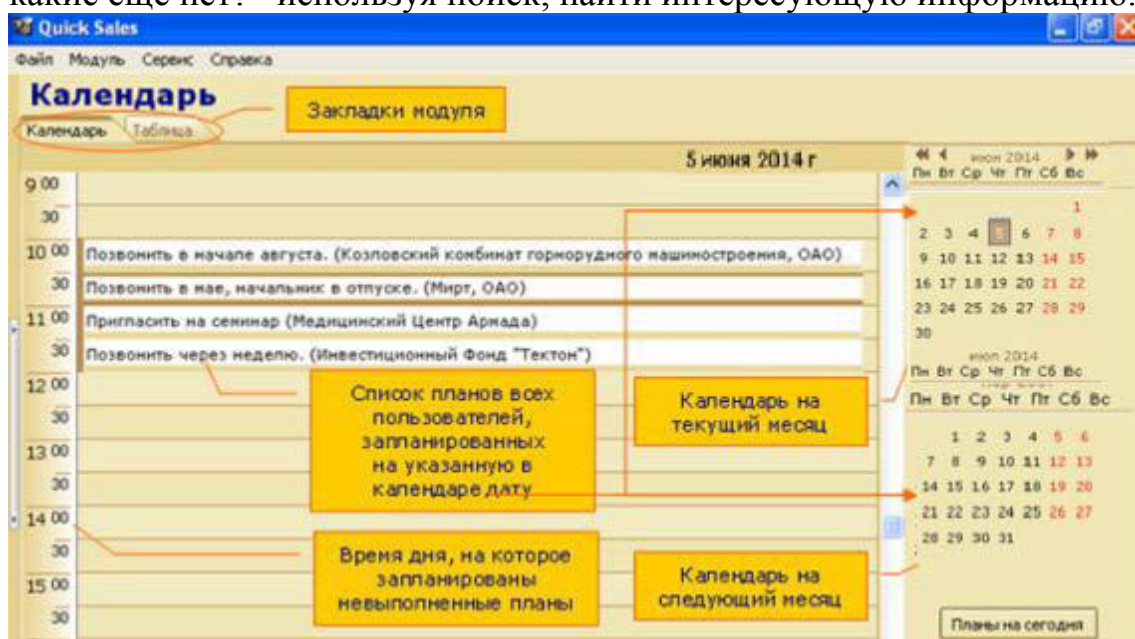 какие еще нет? - используя поиск, найти интересующую информацию.
Quick Sales
Файл Модуль Сервис Справка
Календарь
Закладки модуля
Календарь Таблица
5 июня 2014 г
июн 2014
Пн Вт Ср Чт Пт Сб Вс
1
2 3 4 5 6 7 8
9 10 11 12 13 14 15
16 17 18 19 20 21 22
23 24 25 26 27 28 29
30
9 00
30
10 00 Позвонить в начале августа. (Козловский комбинат горнорудного машиностроения, ОАО)
30 Позвонить в мае, начальник в отпуске. (Мирт, ОАО)
11 00 Пригласить на семинар (Медицинский Центр Армада)
30 Позвонить через неделю. (Инвестиционный Фонд "Тектон")
12 00
30
13 00
30
14 00
30
15 00
30
Список планов всех
пользователей,
запланированных
на указанную в
календаре дату
Календарь на
текущий месяц
Время дня, на которое
запланированы
невыполненные планы
Календарь на
следующий месяц
июл 2014
Пн Вт Ср Чт Пт Сб Вс
Пн Вт Ср Чт Пт Сб Вс
1 2 3 4 5 6
7 8 9 10 11 12 13
14 15 16 17 18 19 20
21 22 23 24 25 26 27
28 29 30 31
Планы на сегодня